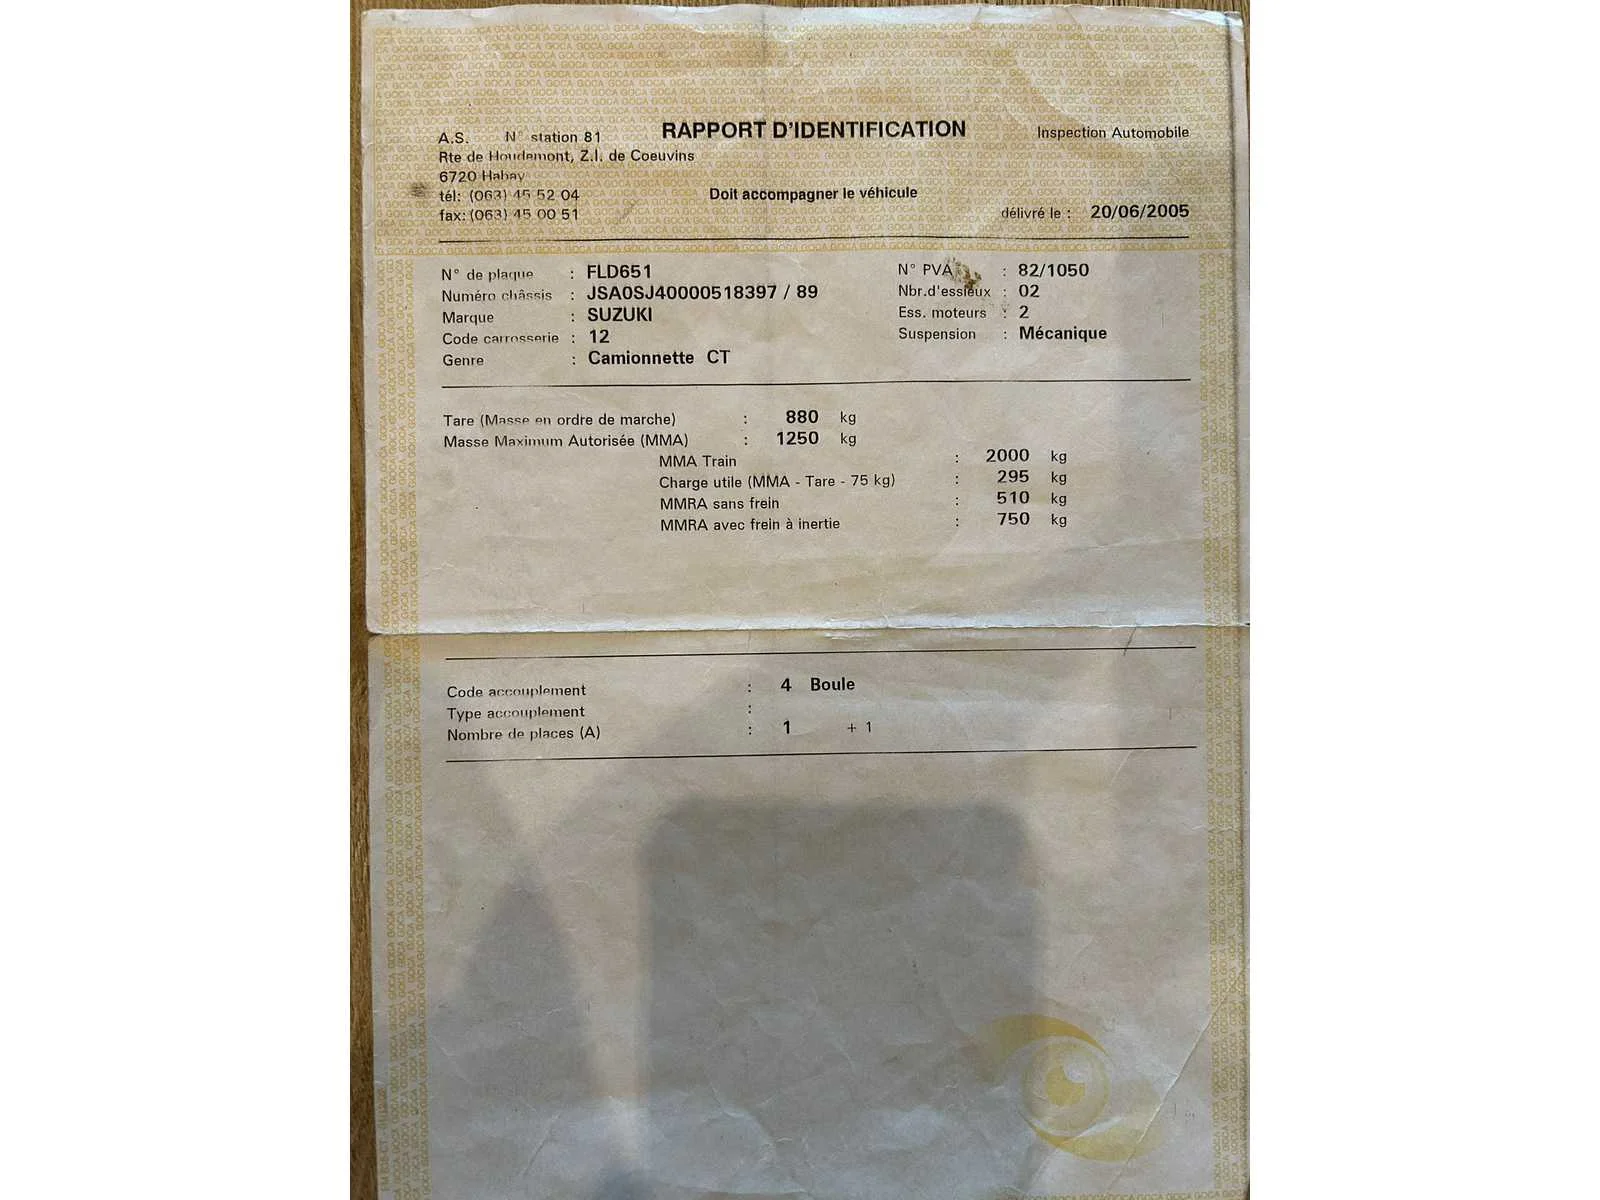 RAPPORT D'IDENTIFICATION
A.S. N° station 81
Inspection Automobile
Rte de Houdemont, Z.I. de Coeuvins
6720 Habay
tél: (063) 45 52 04
Doit accompagner le véhicule
fax: (063) 45 00 51
délivré le : 20/06/2005
N° de plaque : FLD651
N° PVA : 82/1050
Numéro châssis : JSA0SJ40000518397 / 89
Nbr.d'essieux : 02
Marque : SUZUKI
Ess. moteurs : 2
Code carrosserie : 12
Suspension : Mécanique
Genre : Camionnette CT
Tare (Masse en ordre de marche) : 880 kg
Masse Maximum Autorisée (MMA) : 1250 kg
MMA Train : 2000 kg
Charge utile (MMA - Tare - 75 kg) : 295 kg
MMRA sans frein : 510 kg
MMRA avec frein à inertie : 750 kg
Code accouplement : 4 Boule
Type accouplement :
Nombre de places (A) : 1 + 1